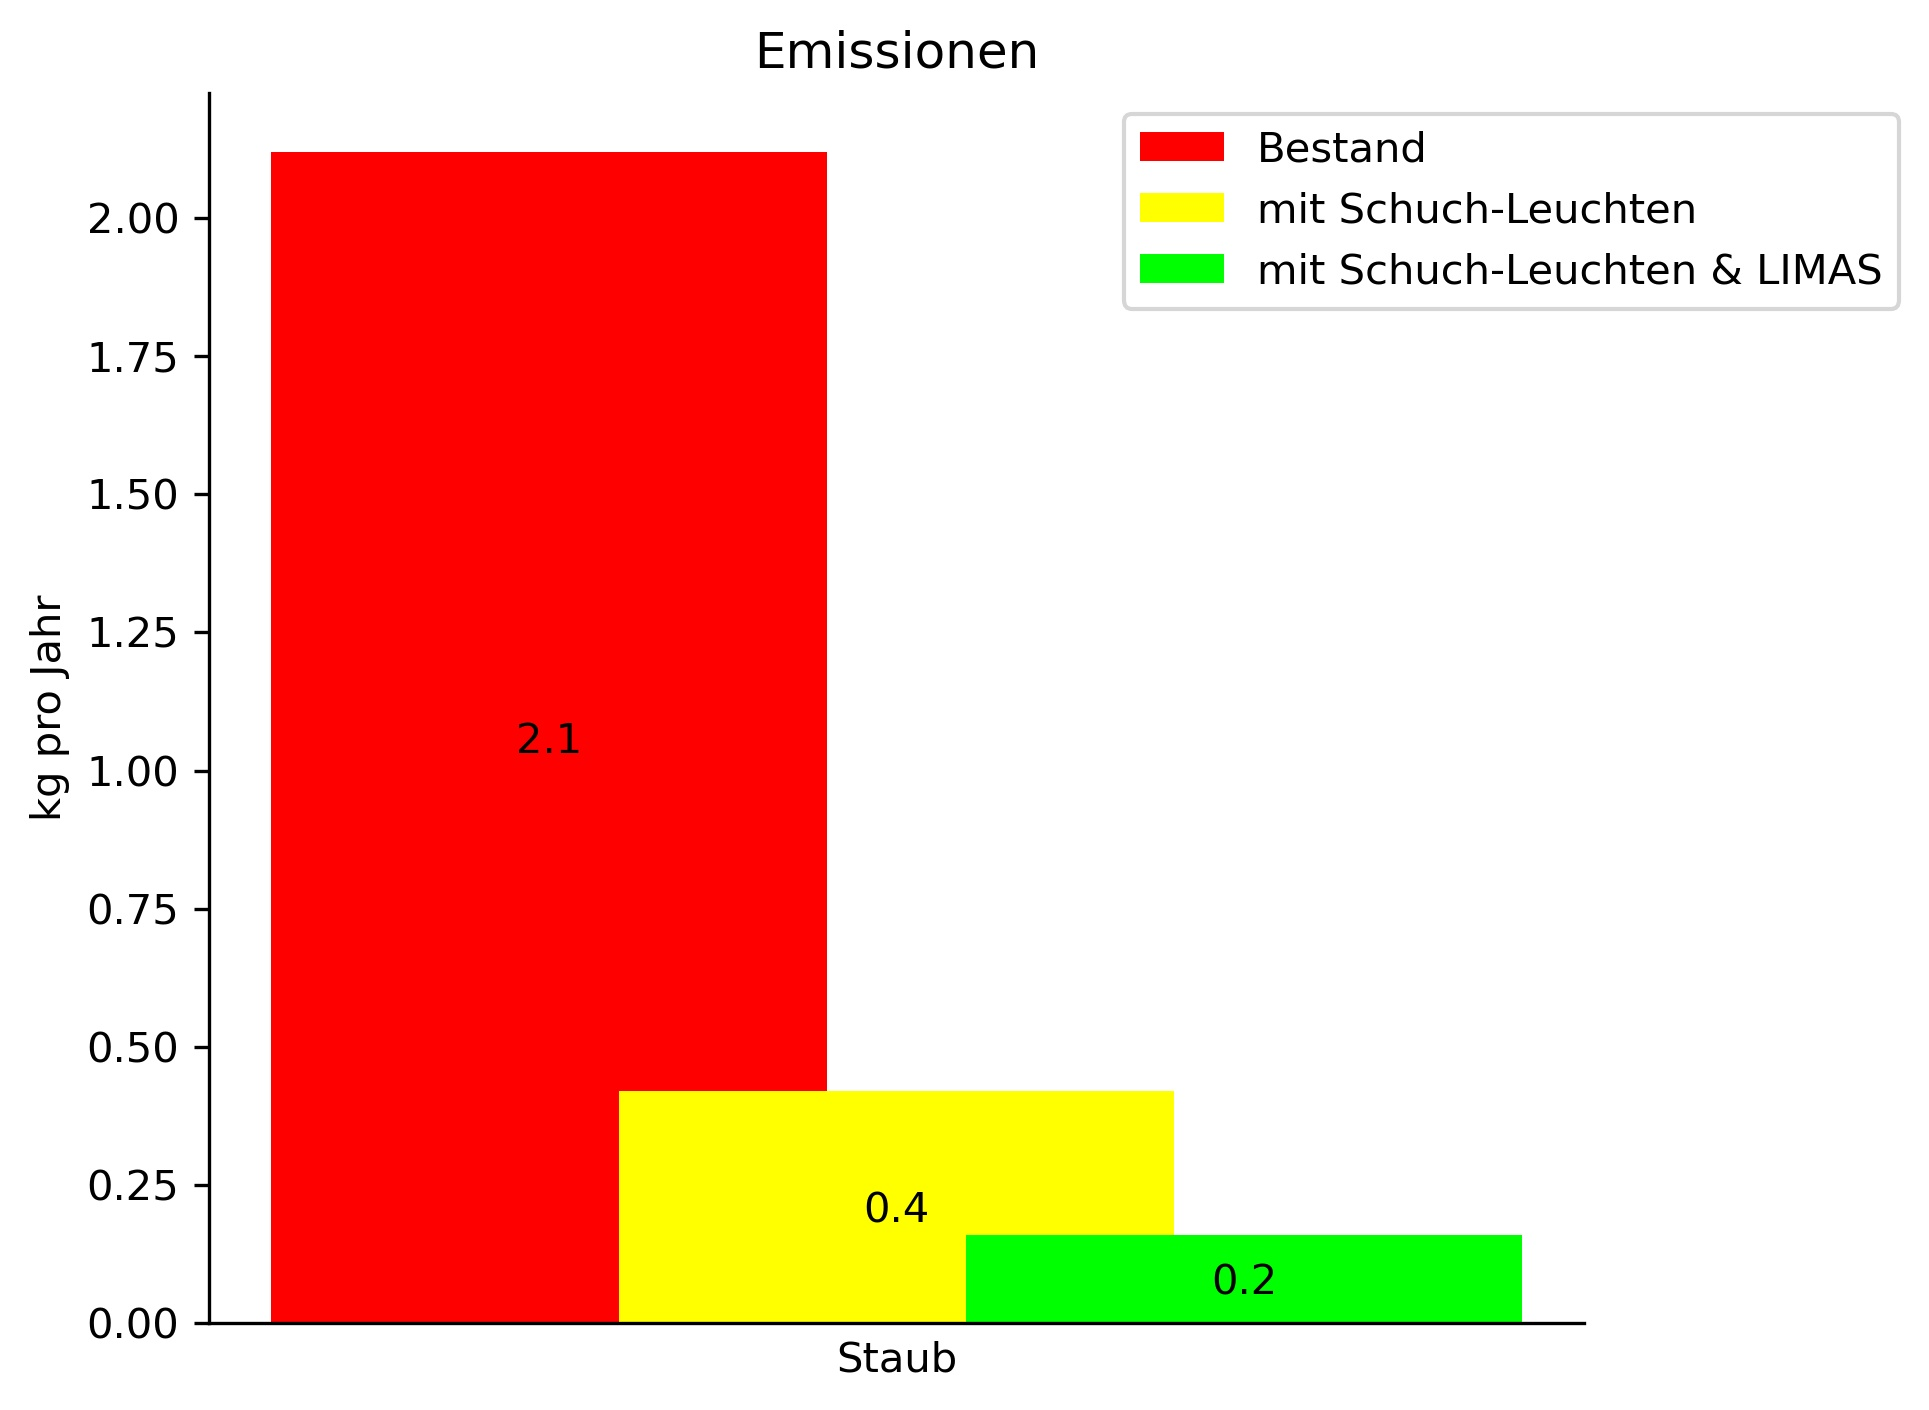 Emissionen
Bestand
mit Schuch-Leuchten
mit Schuch-Leuchten & LIMAS
kg pro Jahr
2.00
1.75
1.50
1.25
1.00
0.75
0.50
0.25
0.00
2.1
0.4
0.2
Staub